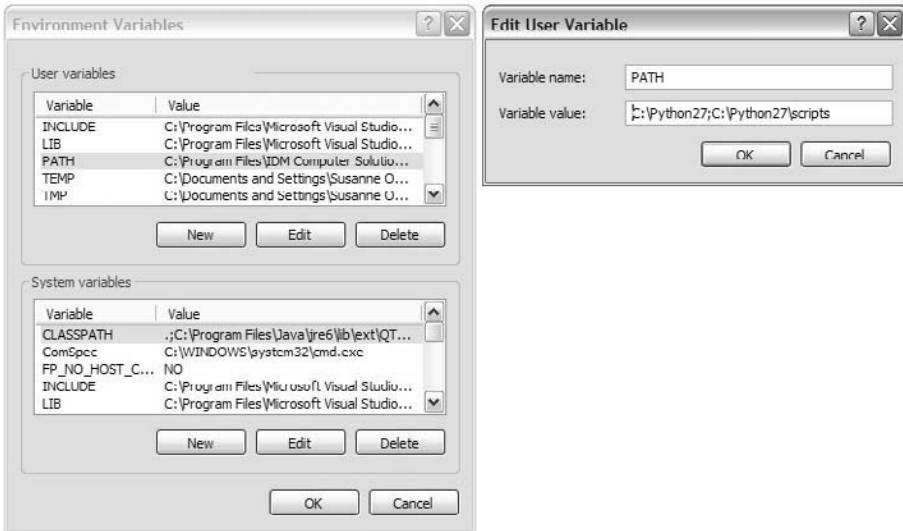 Environment Variables
User variables
Variable Value
INCLUDE C:\Program Files\Microsoft Visual Studio...
LIB C:\Program Files\Microsoft Visual Studio...
PATH C:\Program Files\IDM Computer Solutio...
TEMP C:\Documents and Settings\Susanne O...
TMP C:\Documents and Settings\Susanne O...
New Edit Delete
System variables
Variable Value
CLASSPATH .;C:\Program Files\Java\jre6\lib\ext\QT...
ComSpec C:\WINDOWS\system32\cmd.exe
FP_NO_HOST_C... NO
INCLUDE C:\Program Files\Microsoft Visual Studio...
LIB C:\Program Files\Microsoft Visual Studio...
New Edit Delete
OK Cancel
Edit User Variable
Variable name: PATH
Variable value: C:\Python27;C:\Python27\scripts
OK Cancel